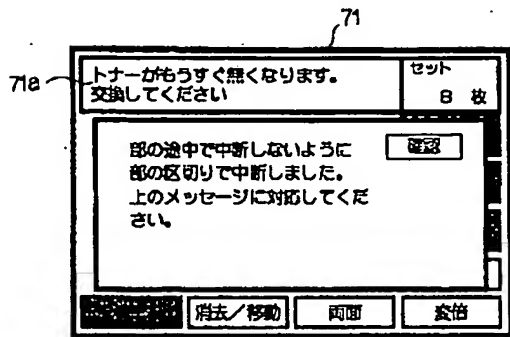 71
71a
トナーがもうすぐ無くなります。
交換してください
セット
8 枚
部の途中で中断しないように
部の区切りで中断しました。
上のメッセージに対応してくだ
さい。
確認
消去／移動
両面
変倍